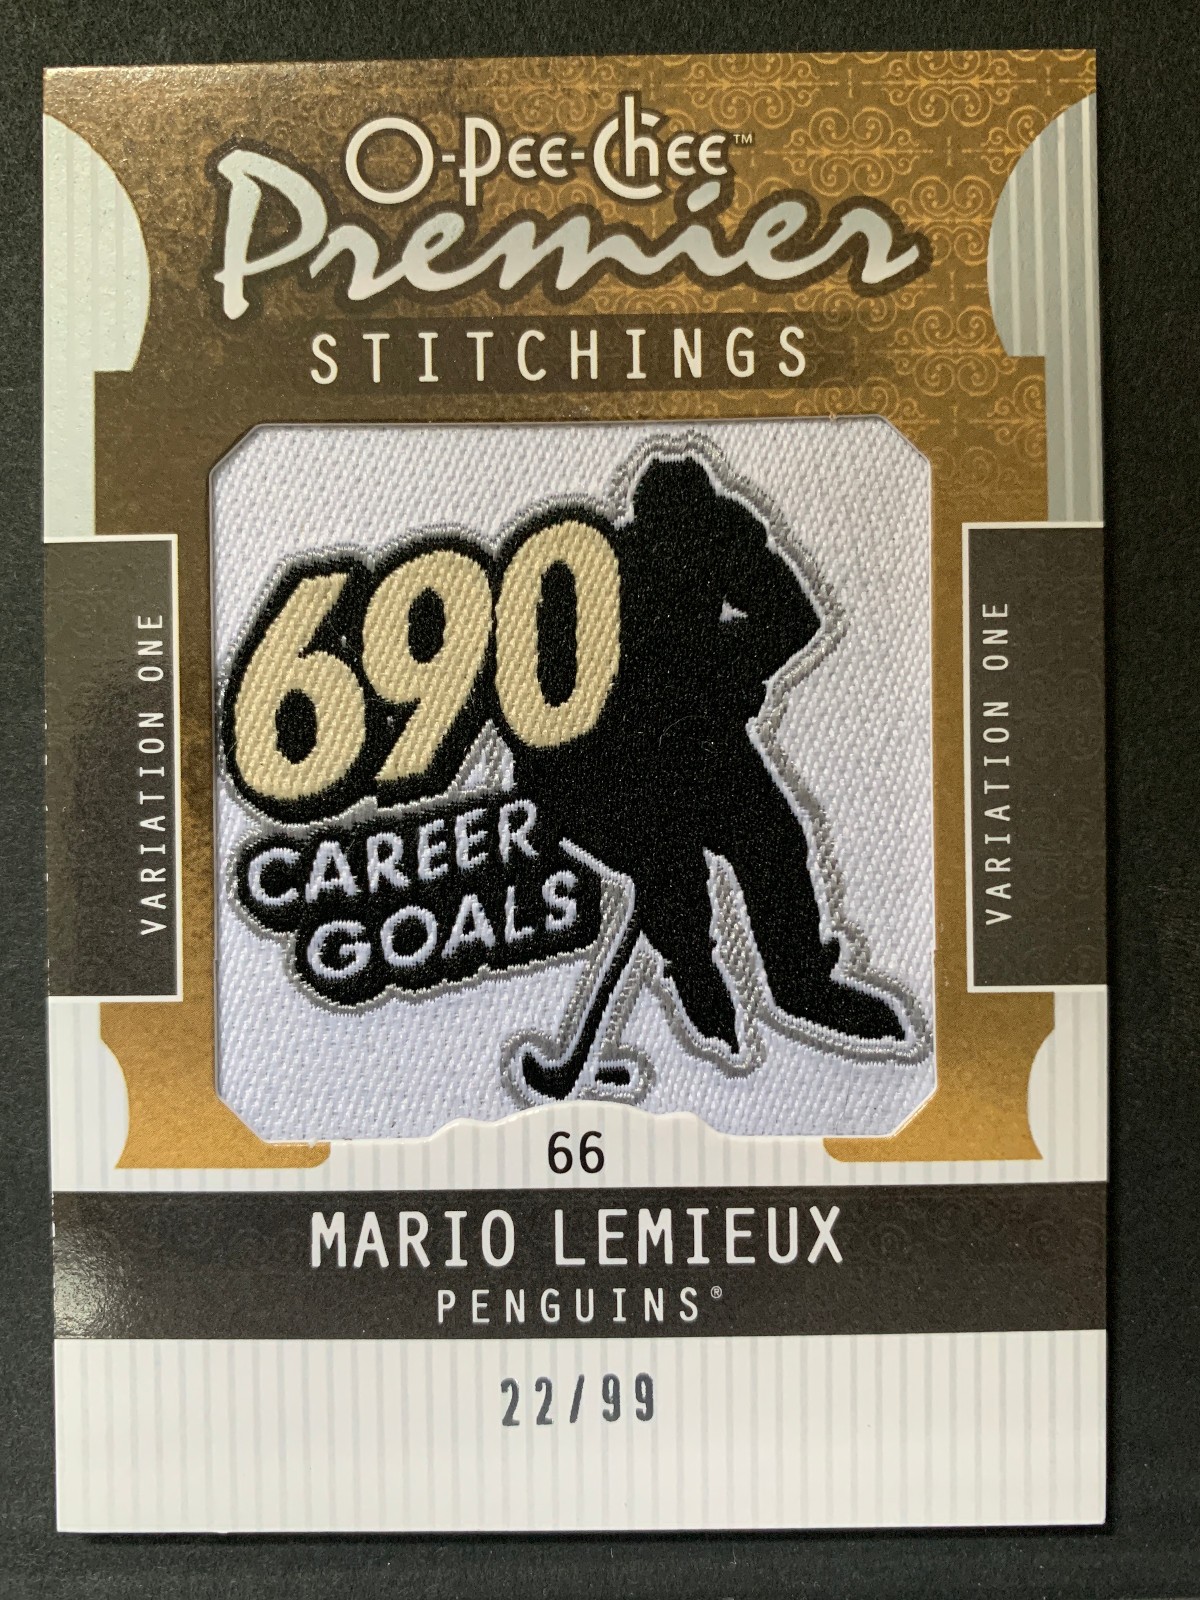 O-Pee-Chee™
Premier
STITCHINGS
690
CAREER
GOALS
VARIATION ONE
VARIATION ONE
66
MARIO LEMIEUX
PENGUINS®
22/99